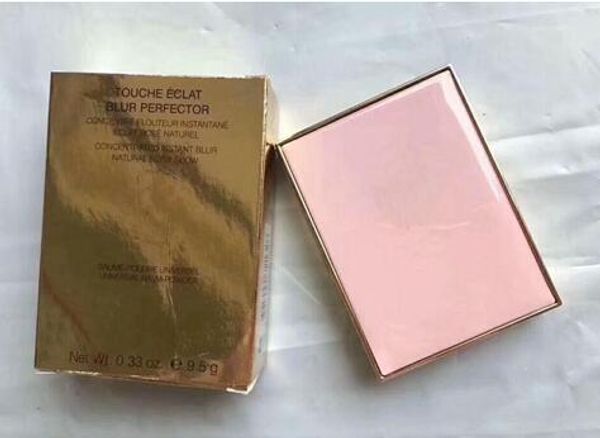 TOUCHE ÉCLAT
BLUR PERFECTOR
CONCENTRÉ FLOUTEUR INSTANTANÉ
ÉCLAT ROSÉ NATUREL
CONCENTRATED INSTANT BLUR
NATURAL ROSY GLOW
BAUME-POUDRE UNIVERSEL
UNIVERSAL BALM-POWDER
Net Wt. 0.33 oz. ℮ 9.5 g